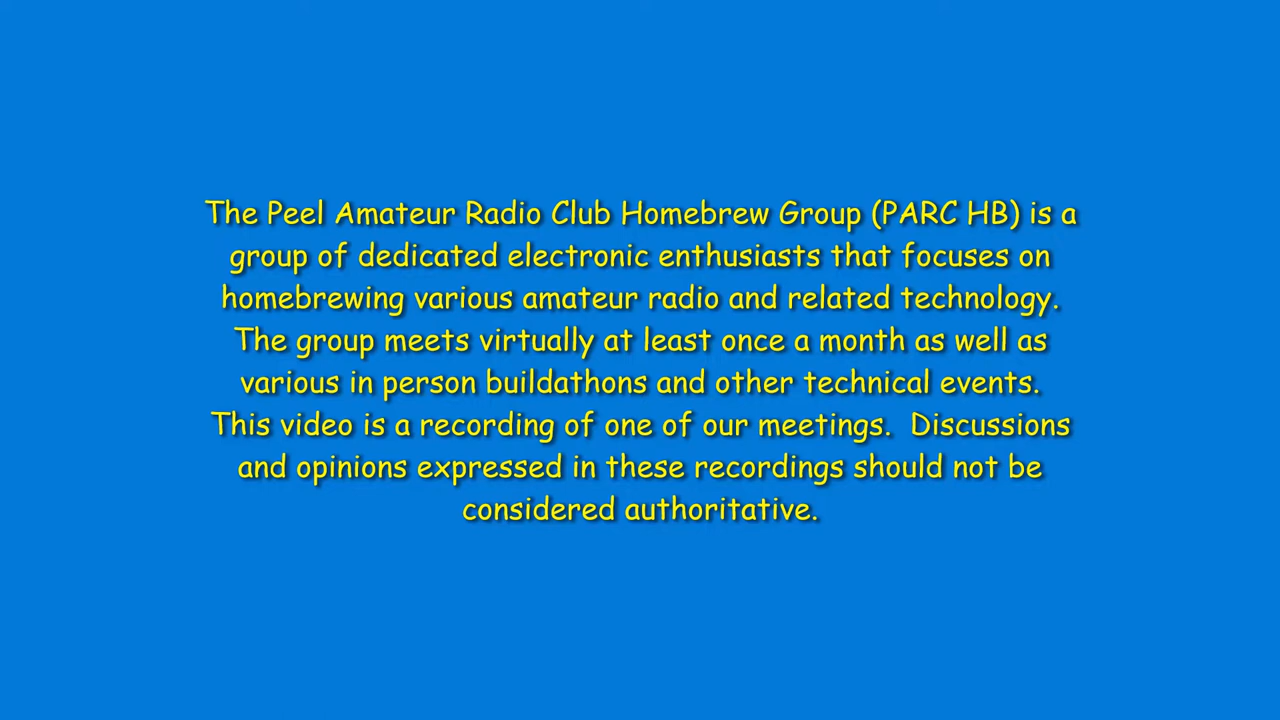 The Peel Amateur Radio Club Homebrew Group (PARC HB) is a
group of dedicated electronic enthusiasts that focuses on
homebrewing various amateur radio and related technology.
The group meets virtually at least once a month as well as
various in person buildathons and other technical events.
This video is a recording of one of our meetings.  Discussions
and opinions expressed in these recordings should not be
considered authoritative.